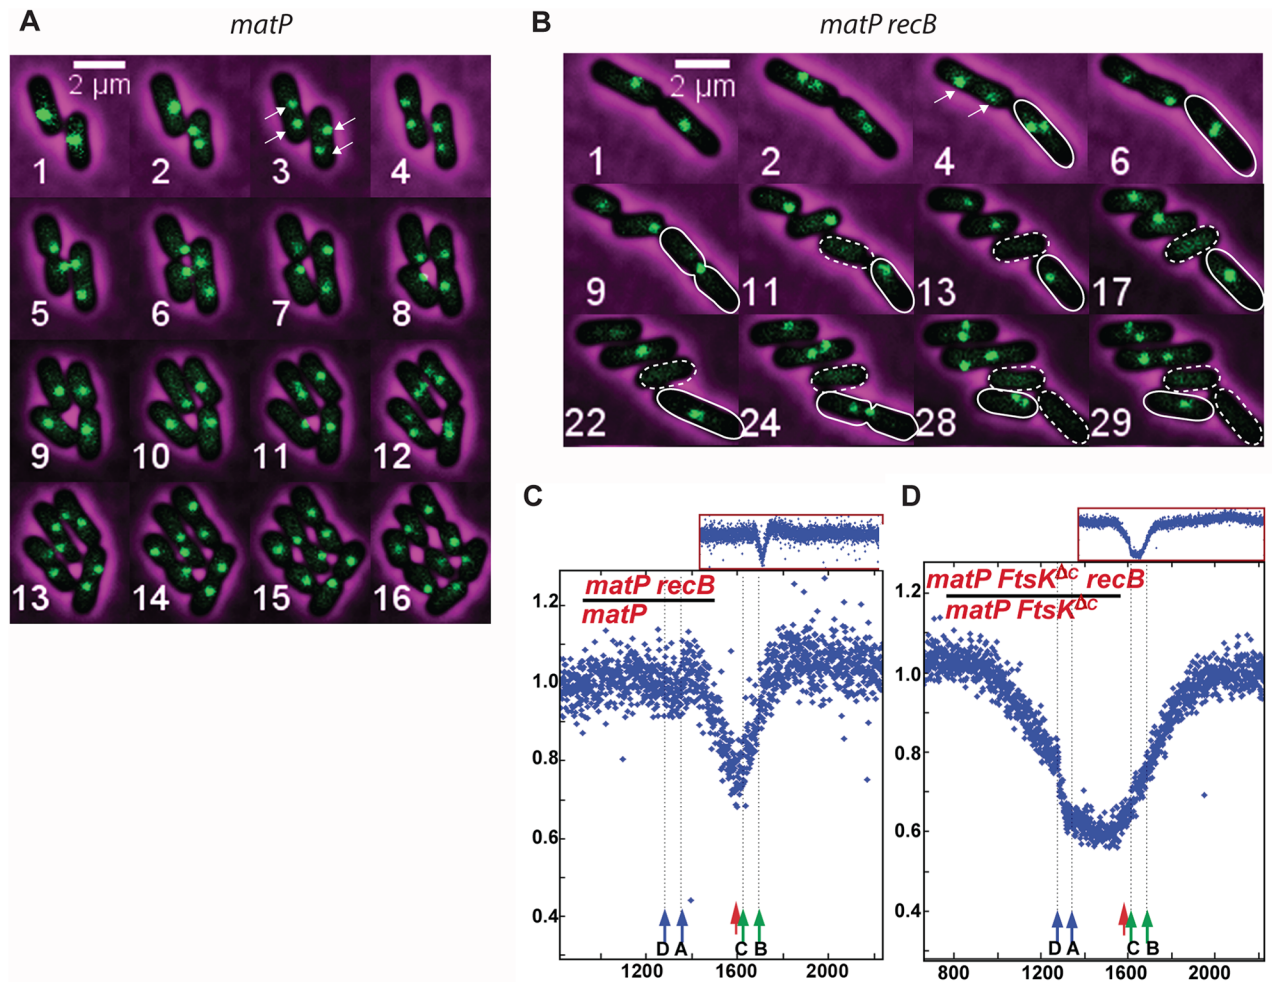 A
matP
2 µm
1
2
3
4
5
6
7
8
9
10
11
12
13
14
15
16
B
matP recB
2 µm
1
2
4
6
9
11
13
17
22
24
28
29
C
matP recB
matP
1.2
1.0
0.8
0.6
0.4
D A C B
1200 1600 2000
D
matP FtsK^ΔC recB
matP FtsK^ΔC
1.2
1.0
0.8
0.6
0.4
D A C B
800 1200 1600 2000